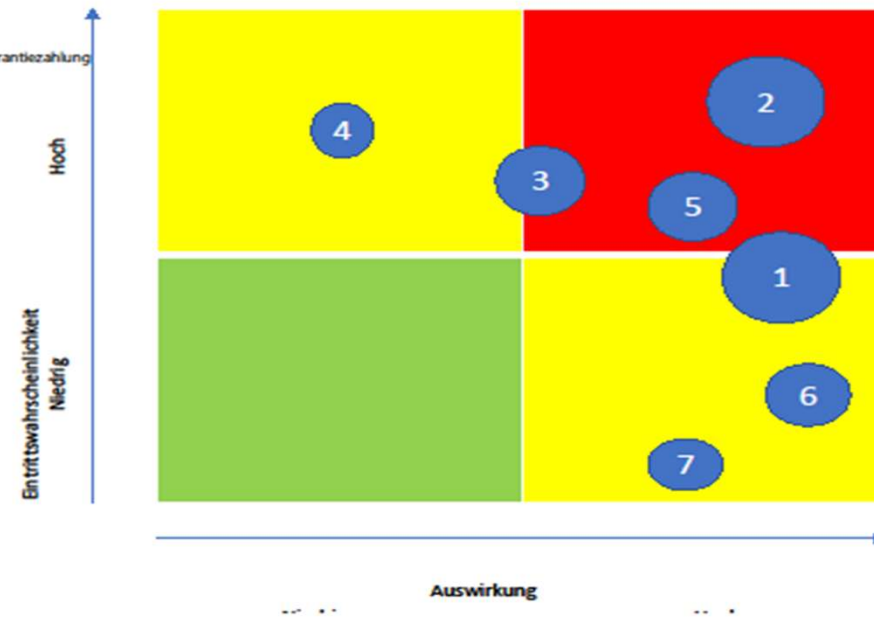 rantiezahlung
Hoch
Eintrittswahrscheinlichkeit
Niedrig
4
2
3
5
1
6
7
Auswirkung